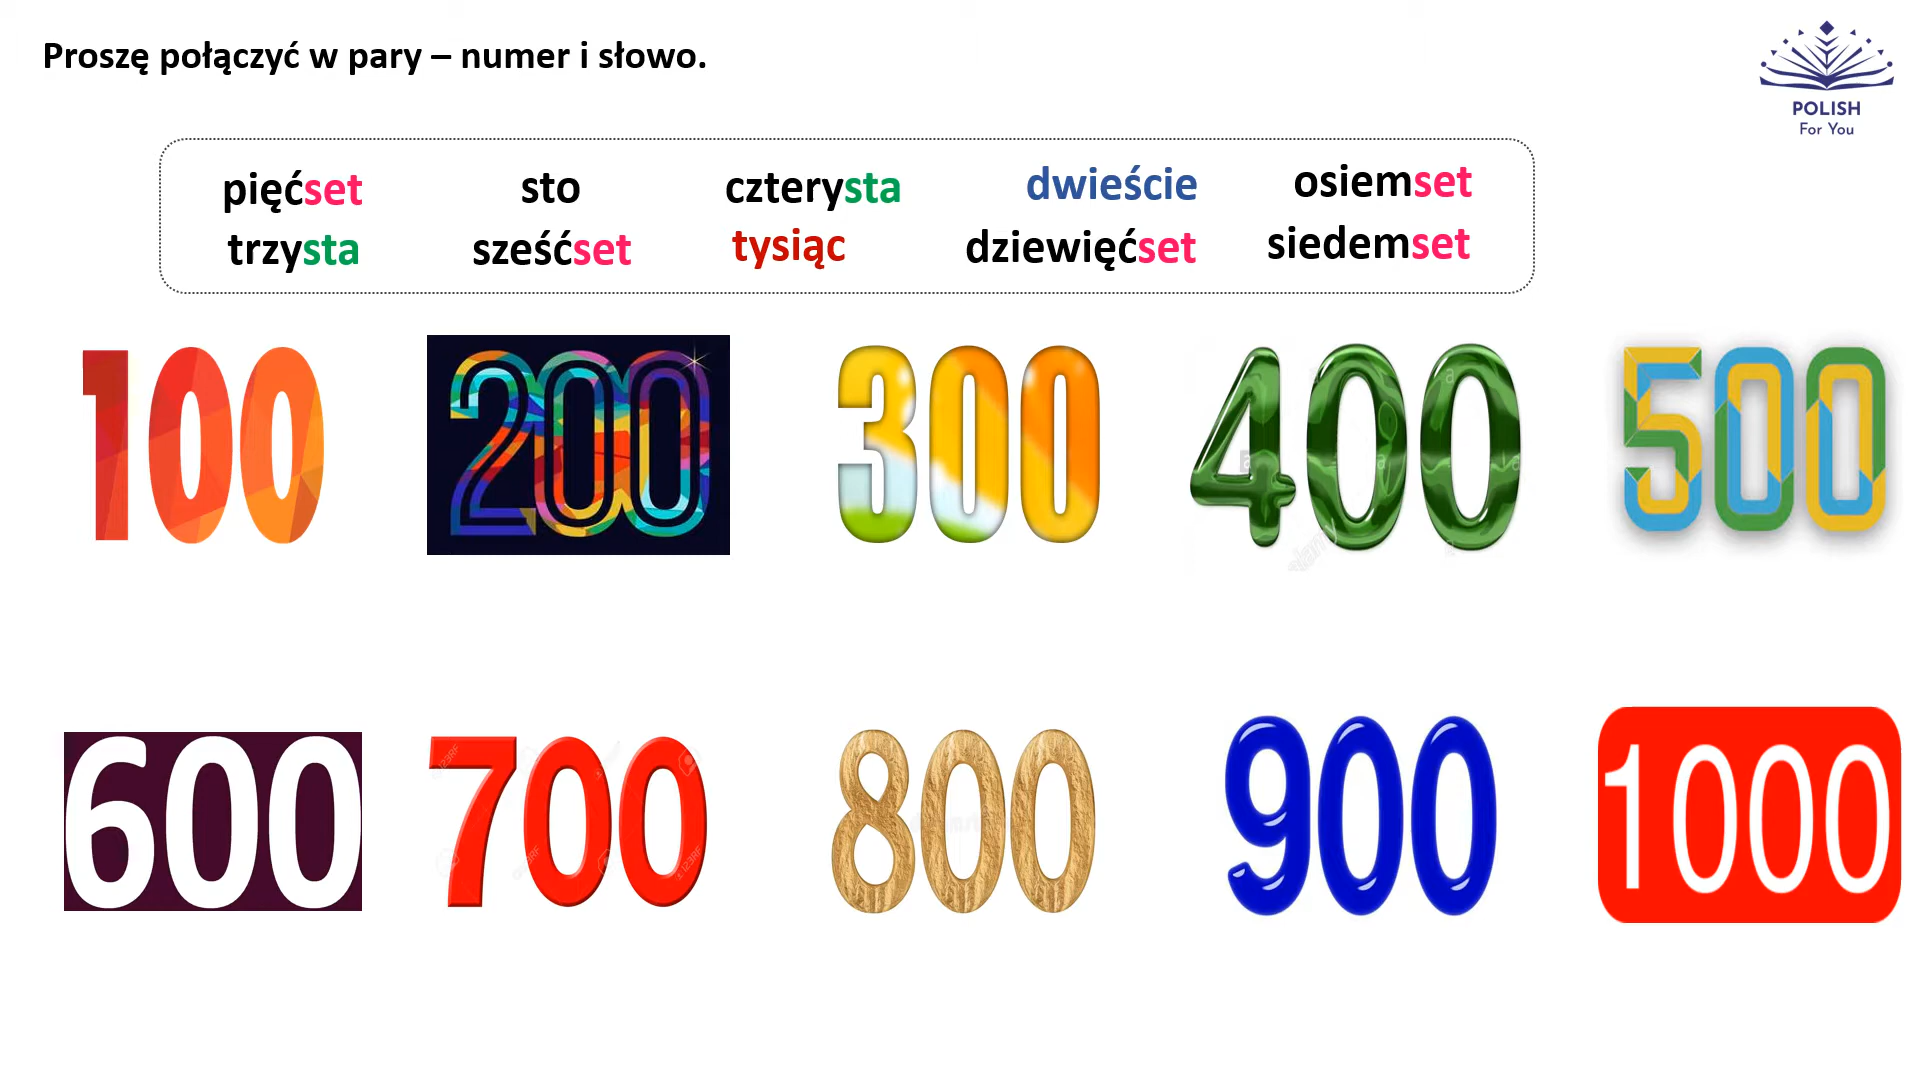 Proszę połączyć w pary – numer i słowo.
POLISH
For You
pięćset sto czterysta dwieście osiemset
trzysta sześćset tysiąc dziewięćset siedemset
100 200 300 400 500
600 700 800 900 1000